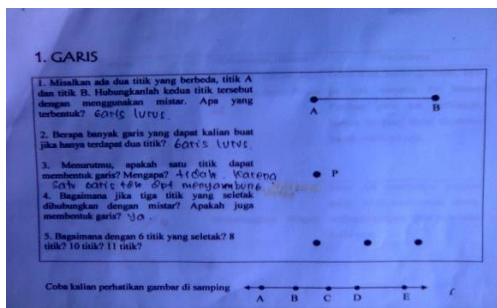 1. GARIS
1. Misalkan ada dua titik yang berbeda, titik A
dan titik B. Hubungkanlah kedua titik tersebut
dengan menggunakan mistar. Apa yang
terbentuk? Garis lurus
A B
2. Berapa banyak garis yang dapat kalian buat
jika hanya terdapat dua titik? Garis lurus
3. Menurutmu, apakah satu titik dapat
membentuk garis? Mengapa? tidak. Karena
P
Satu menyambung
4. Bagaimana jika tiga titik yang seletak
dihubungkan dengan mistar? Apakah juga
membentuk garis? ya.
5. Bagaimana dengan 6 titik yang seletak? 8
titik? 10 titik? 11 titik?
Coba kalian perhatikan gambar di samping
A B C D E